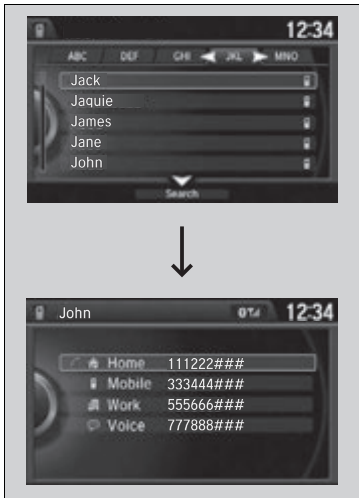 12:34
ABC DEF GHI JKL MNO
Jack
Jaquie
James
Jane
John
Search
John 12:34
Home 111222###
Mobile 333444###
Work 555666###
Voice 777888###